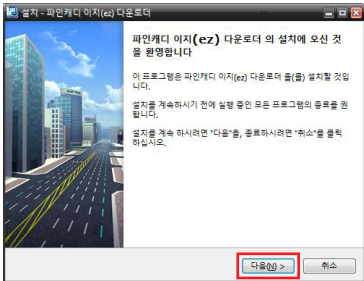 설치 - 파인캐디 이지(ez) 다운로더
파인캐디 이지(ez) 다운로더 의 설치에 오신 것
을 환영합니다
이 프로그램은 파인캐디 이지(ez) 다운로더 을(를) 설치할 것입
니다.
설치를 계속하시기 전에 실행 중인 모든 프로그램의 종료를 권
합니다.
설치를 계속 하시려면 "다음"을, 종료하시려면 "취소"을 클릭
하십시오.
다음(N) >
취소